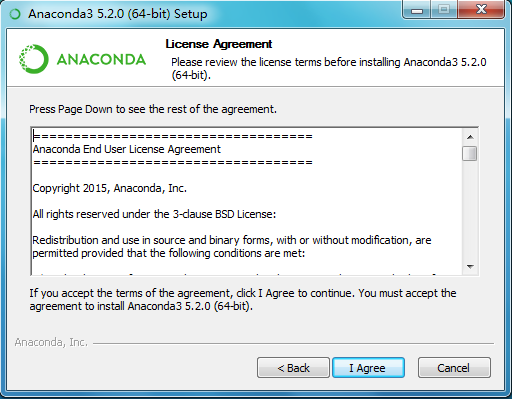 Anaconda3 5.2.0 (64-bit) Setup
ANACONDA
License Agreement
Please review the license terms before installing Anaconda3 5.2.0
(64-bit).
Press Page Down to see the rest of the agreement.
====================================
Anaconda End User License Agreement
====================================
Copyright 2015, Anaconda, Inc.
All rights reserved under the 3-clause BSD License:
Redistribution and use in source and binary forms, with or without modification, are
permitted provided that the following conditions are met:
If you accept the terms of the agreement, click I Agree to continue. You must accept the
agreement to install Anaconda3 5.2.0 (64-bit).
Anaconda, Inc.
< Back
I Agree
Cancel